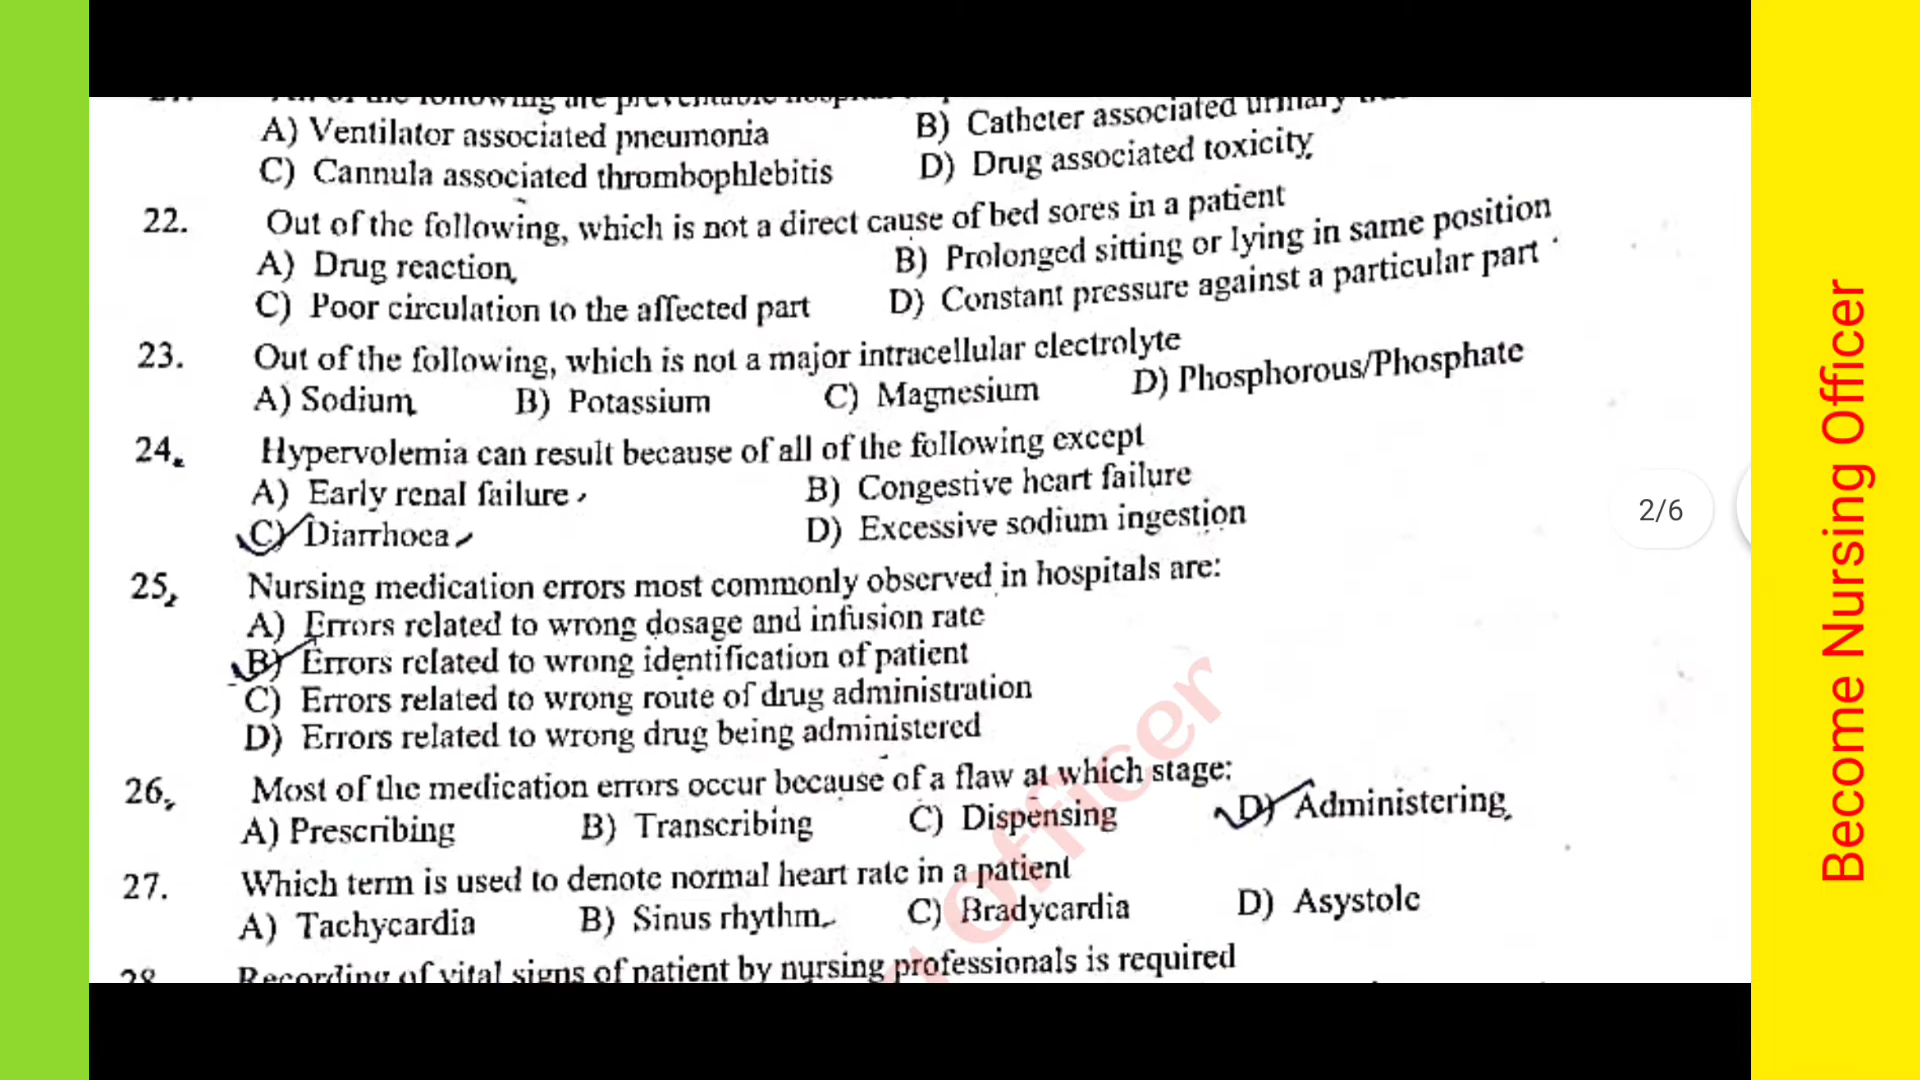 All of the following are preventable
A) Ventilator associated pneumonia B) Catheter associated urinary
C) Cannula associated thrombophlebitis D) Drug associated toxicity
22. Out of the following, which is not a direct cause of bed sores in a patient
A) Drug reaction B) Prolonged sitting or lying in same position
C) Poor circulation to the affected part D) Constant pressure against a particular part
23. Out of the following, which is not a major intracellular electrolyte
A) Sodium B) Potassium C) Magnesium D) Phosphorous/Phosphate
24. Hypervolemia can result because of all of the following except
A) Early renal failure B) Congestive heart failure
C) Diarrhoea D) Excessive sodium ingestion
25. Nursing medication errors most commonly observed in hospitals are:
A) Errors related to wrong dosage and infusion rate
B) Errors related to wrong identification of patient
C) Errors related to wrong route of drug administration
D) Errors related to wrong drug being administered
26. Most of the medication errors occur because of a flaw at which stage:
A) Prescribing B) Transcribing C) Dispensing D) Administering
27. Which term is used to denote normal heart rate in a patient
A) Tachycardia B) Sinus rhythm C) Bradycardia D) Asystole
28 Recording of vital signs of patient by nursing professionals is required
officer
2/6
Become Nursing Officer